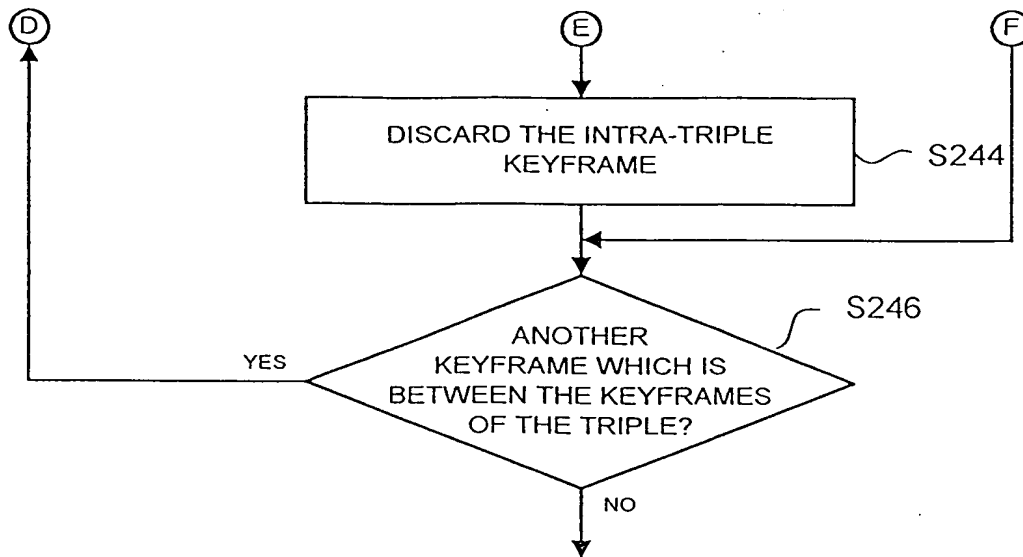 D
E
F
DISCARD THE INTRA-TRIPLE
KEYFRAME
S244
S246
ANOTHER
KEYFRAME WHICH IS
BETWEEN THE KEYFRAMES
OF THE TRIPLE?
YES
NO